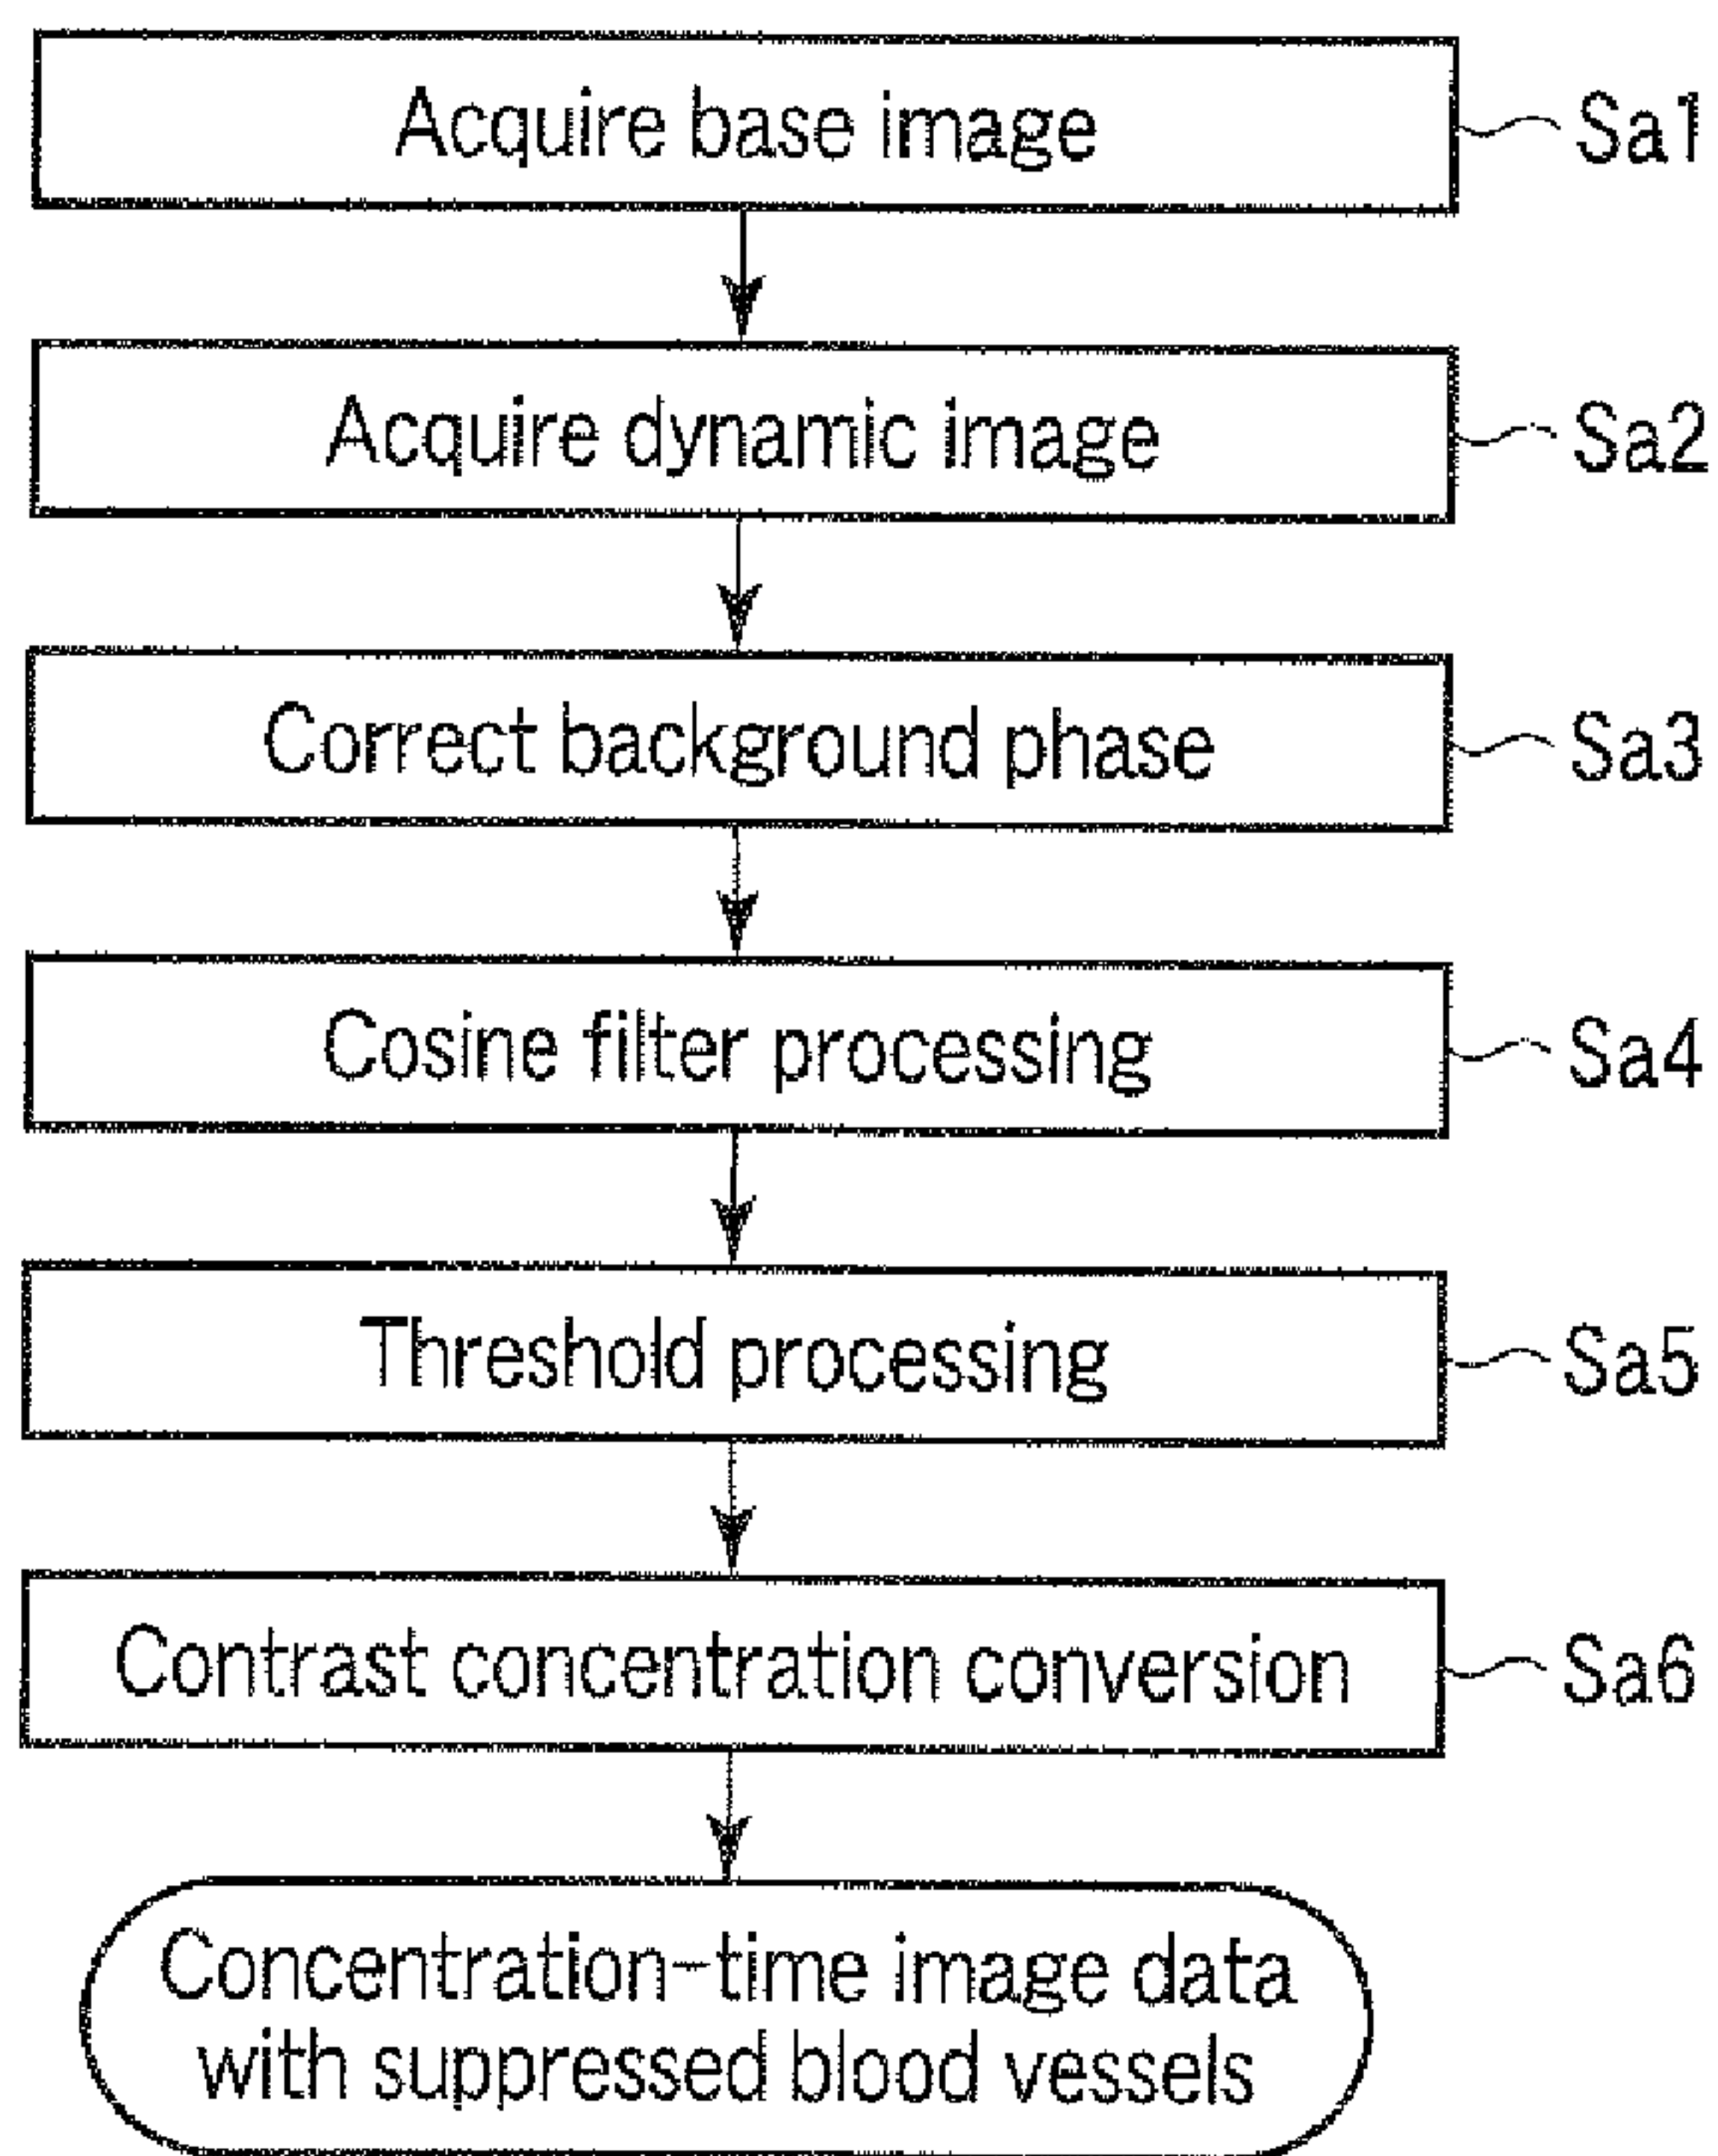 Acquire base image
Sa1
Acquire dynamic image
Sa2
Correct background phase
Sa3
Cosine filter processing
Sa4
Threshold processing
Sa5
Contrast concentration conversion
Sa6
Concentration-time image data
with suppressed blood vessels